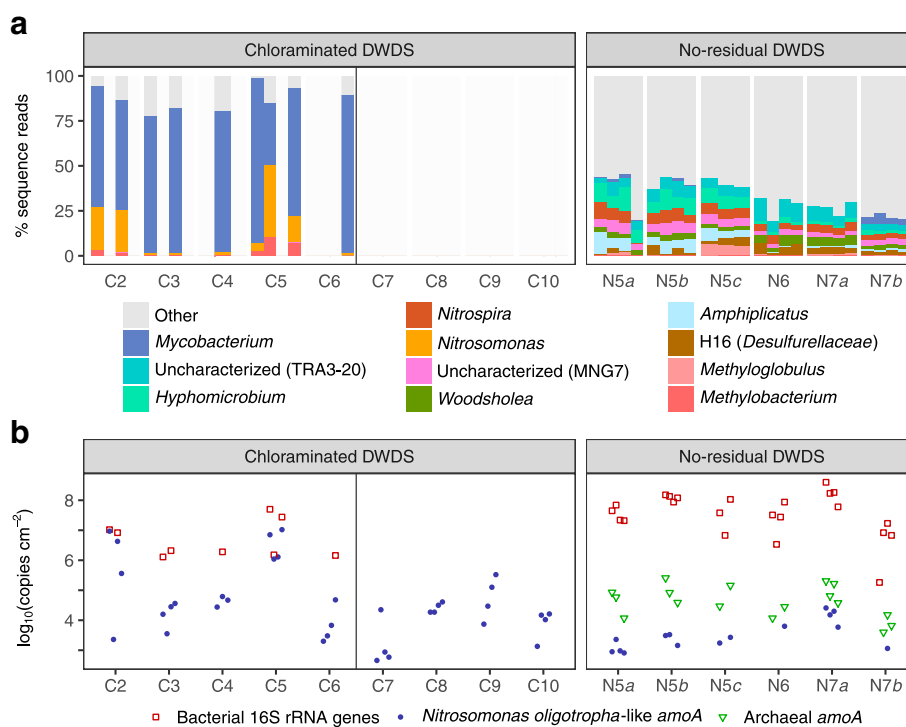 a
Chloraminated DWDS
No-residual DWDS
% sequence reads
100
75
50
25
0
C2 C3 C4 C5 C6 C7 C8 C9 C10 N5a N5b N5c N6 N7a N7b
Other Nitrospira Amphiplicatus
Mycobacterium Nitrosomonas H16 (Desulfurellaceae)
Uncharacterized (TRA3-20) Uncharacterized (MNG7) Methyloglobulus
Hyphomicrobium Woodsholea Methylobacterium
b
Chloraminated DWDS
No-residual DWDS
log10(copies cm−2)
8
6
4
C2 C3 C4 C5 C6 C7 C8 C9 C10 N5a N5b N5c N6 N7a N7b
Bacterial 16S rRNA genes Nitrosomonas oligotropha-like amoA Archaeal amoA